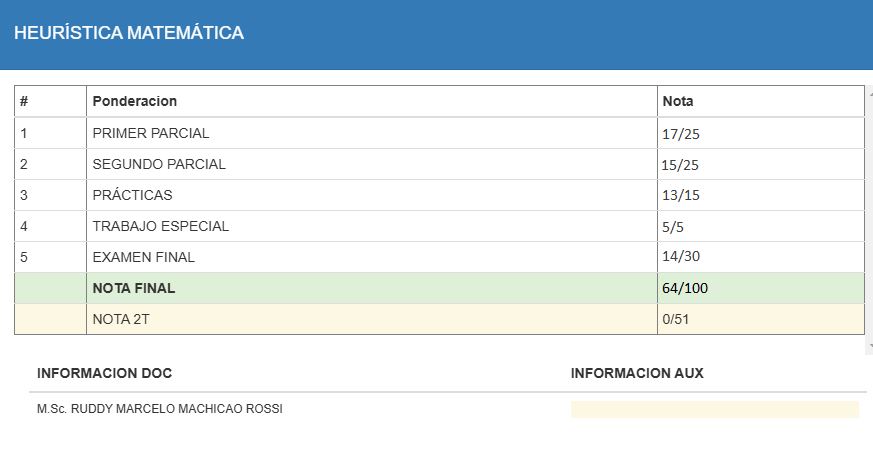 HEURÍSTICA MATEMÁTICA
# Ponderacion Nota
1 PRIMER PARCIAL 17/25
2 SEGUNDO PARCIAL 15/25
3 PRÁCTICAS 13/15
4 TRABAJO ESPECIAL 5/5
5 EXAMEN FINAL 14/30
NOTA FINAL 64/100
NOTA 2T 0/51
INFORMACION DOC INFORMACION AUX
M.Sc. RUDDY MARCELO MACHICAO ROSSI